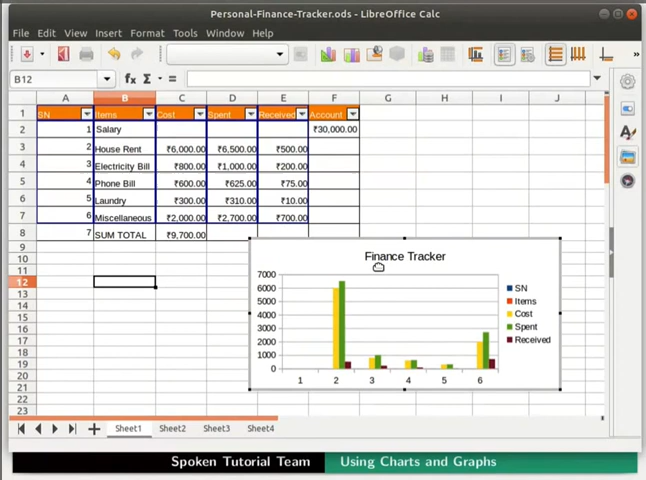 Personal-Finance-Tracker.ods - LibreOffice Calc
File Edit View Insert Format Tools Window Help
B12
A B C D E F G H I J
1 SN Items Cost Spent Received Account
2 1 Salary ₹30,000.00
3 2 House Rent ₹6,000.00 ₹6,500.00 ₹500.00
4 3 Electricity Bill ₹800.00 ₹1,000.00 ₹200.00
5 4 Phone Bill ₹600.00 ₹625.00 ₹75.00
6 5 Laundry ₹300.00 ₹310.00 ₹10.00
7 6 Miscellaneous ₹2,000.00 ₹2,700.00 ₹700.00
8 7 SUM TOTAL ₹9,700.00
9
10
11
12
13
14
15
16
17
18
19
20
21
22
23
Finance Tracker
7000
6000
5000
4000
3000
2000
1000
0
1 2 3 4 5 6
SN
Items
Cost
Spent
Received
Sheet1 Sheet2 Sheet3 Sheet4
Spoken Tutorial Team Using Charts and Graphs